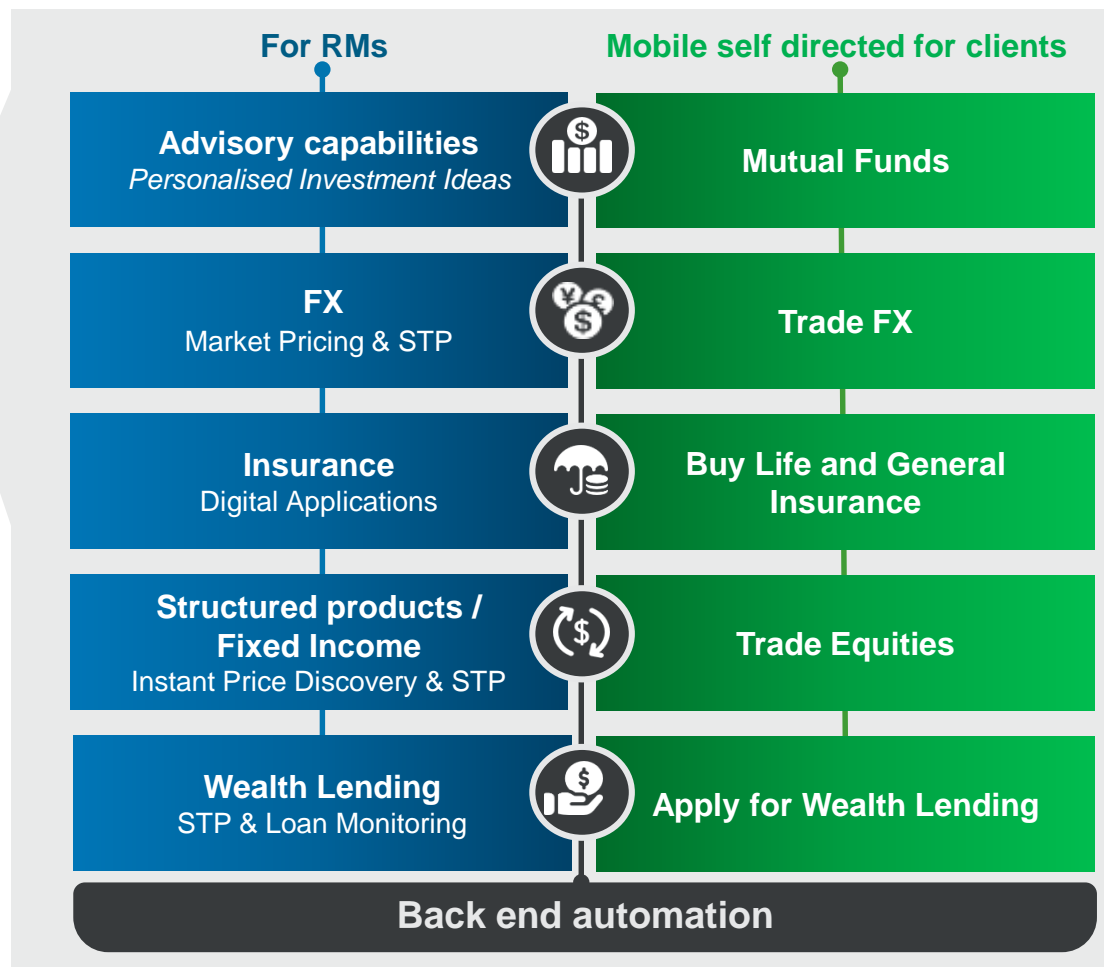 For RMs
Mobile self directed for clients
Advisory capabilities
Personalised Investment Ideas
$
Mutual Funds
FX
Market Pricing & STP
¥ £
$
Trade FX
Insurance
Digital Applications
Buy Life and General
Insurance
Structured products /
Fixed Income
Instant Price Discovery & STP
$
Trade Equities
Wealth Lending
STP & Loan Monitoring
$
Apply for Wealth Lending
Back end automation